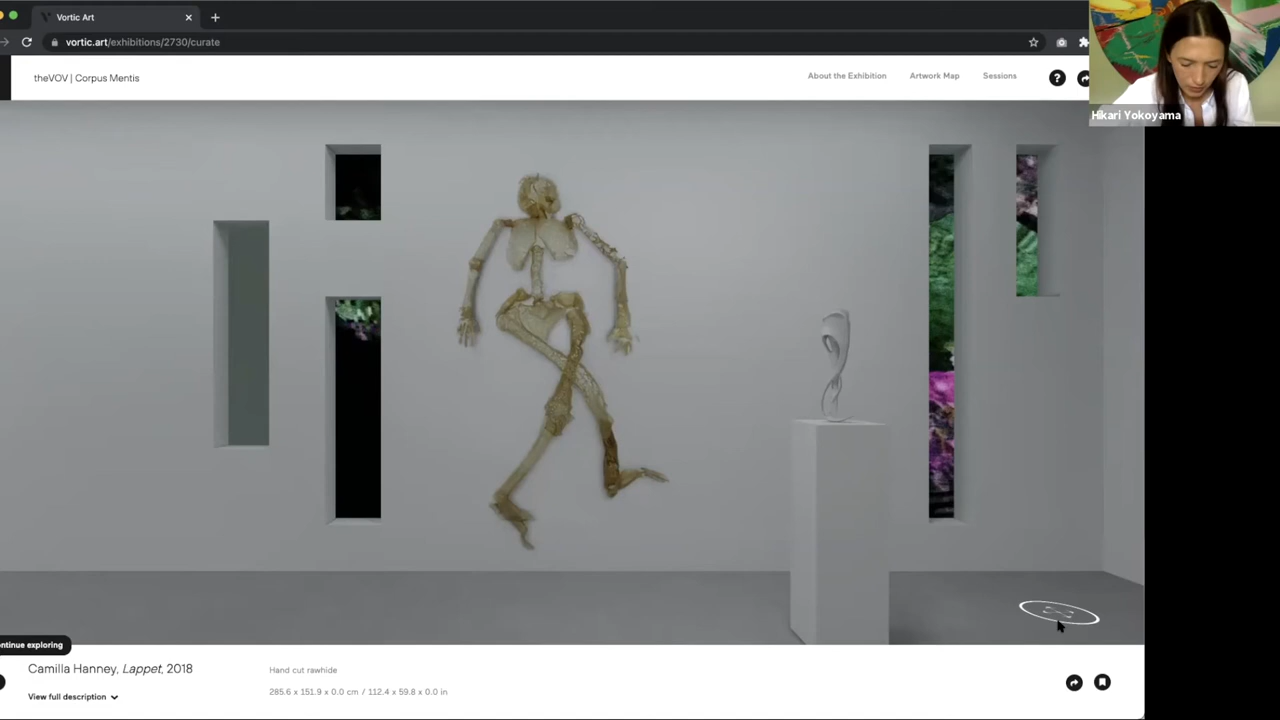 Vortic Art
vortic.art/exhibitions/2730/curate
theVOV | Corpus Mentis
About the Exhibition
Artwork Map
Sessions
?
Hikari Yokoyama
ntinue exploring
Camilla Hanney, Lappet, 2018
Hand cut rawhide
View full description
285.6 x 151.9 x 0.0 cm / 112.4 x 59.8 x 0.0 in